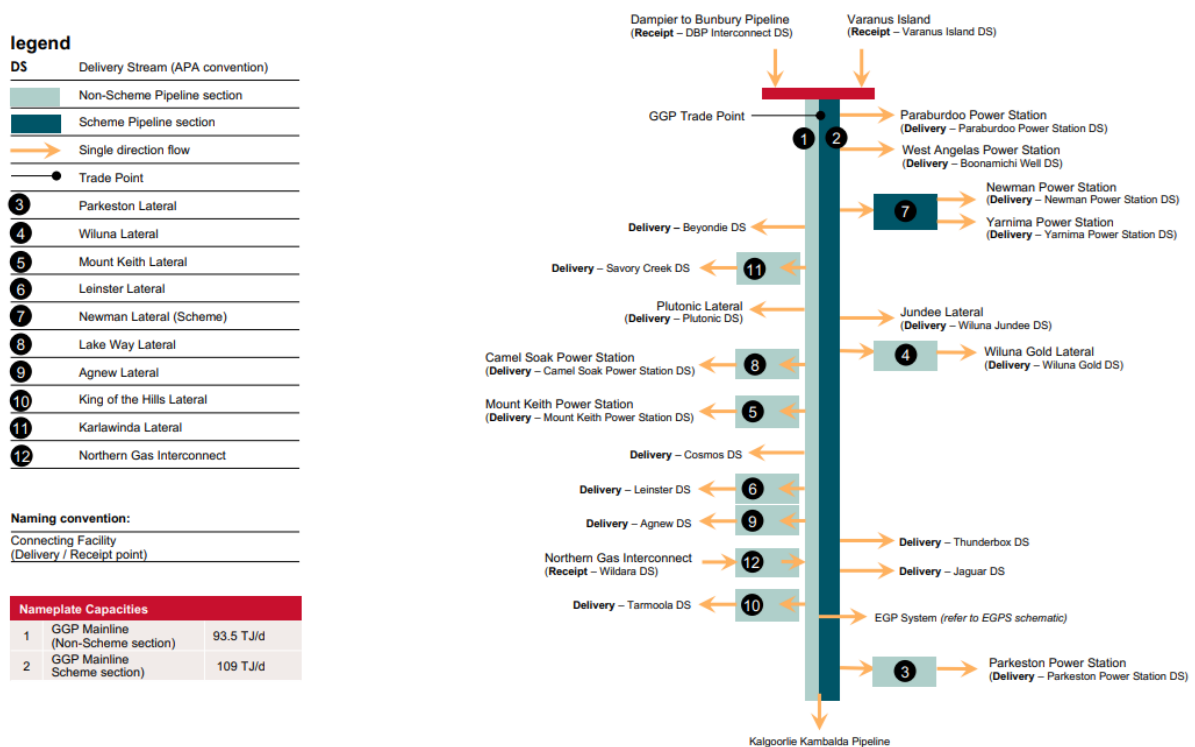 legend
DS Delivery Stream (APA convention)
Non-Scheme Pipeline section
Scheme Pipeline section
Single direction flow
Trade Point
3 Parkeston Lateral
4 Wiluna Lateral
5 Mount Keith Lateral
6 Leinster Lateral
7 Newman Lateral (Scheme)
8 Lake Way Lateral
9 Agnew Lateral
10 King of the Hills Lateral
11 Karlawinda Lateral
12 Northern Gas Interconnect
Naming convention:
Connecting Facility
(Delivery / Receipt point)
Nameplate Capacities
1 GGP Mainline
(Non-Scheme section) 93.5 TJ/d
2 GGP Mainline
Scheme section) 109 TJ/d
Dampier to Bunbury Pipeline
(Receipt – DBP Interconnect DS)
Varanus Island
(Receipt – Varanus Island DS)
GGP Trade Point
1
2
Paraburdoo Power Station
(Delivery – Paraburdoo Power Station DS)
West Angelas Power Station
(Delivery – Boonamichi Well DS)
7
Newman Power Station
(Delivery – Newman Power Station DS)
Yarnima Power Station
(Delivery – Yarnima Power Station DS)
Delivery – Beyondie DS
Delivery – Savory Creek DS
11
Plutonic Lateral
(Delivery – Plutonic DS)
Jundee Lateral
(Delivery – Wiluna Jundee DS)
Camel Soak Power Station
(Delivery – Camel Soak Power Station DS)
8
4
Wiluna Gold Lateral
(Delivery – Wiluna Gold DS)
Mount Keith Power Station
(Delivery – Mount Keith Power Station DS)
5
Delivery – Cosmos DS
Delivery – Leinster DS
6
Delivery – Agnew DS
9
Delivery – Thunderbox DS
Northern Gas Interconnect
(Receipt – Wildara DS)
12
Delivery – Jaguar DS
Delivery – Tarmoola DS
10
EGP System (refer to EGPS schematic)
3
Parkeston Power Station
(Delivery – Parkeston Power Station DS)
Kalgoorlie Kambalda Pipeline